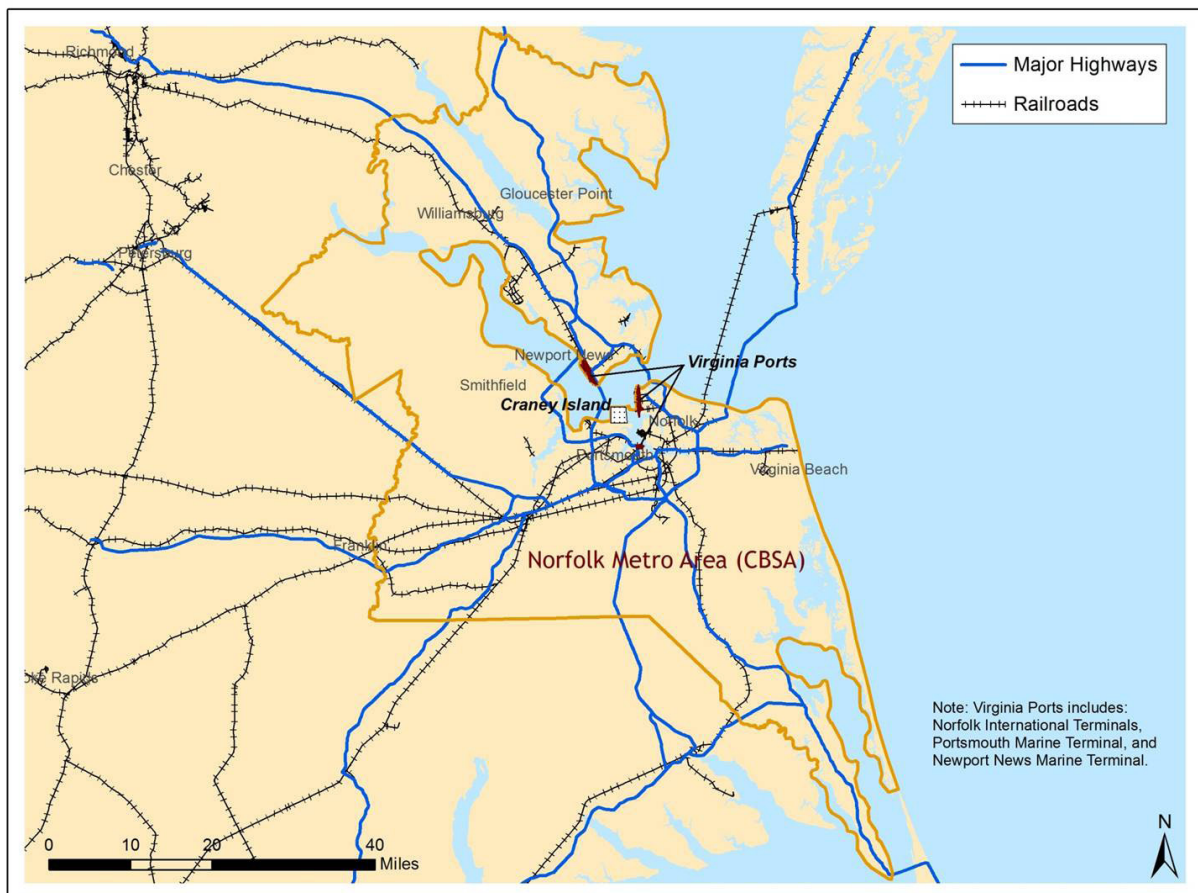 Richmond
Major Highways
Railroads
Chester
Gloucester Point
Williamsburg
Petersburg
Newport News
Virginia Ports
Smithfield
Craney Island
Norfolk
Portsmouth
Virginia Beach
Franklin
Norfolk Metro Area (CBSA)
oke Rapids
Note: Virginia Ports includes:
Norfolk International Terminals,
Portsmouth Marine Terminal, and
Newport News Marine Terminal.
N
0 10 20 40
Miles